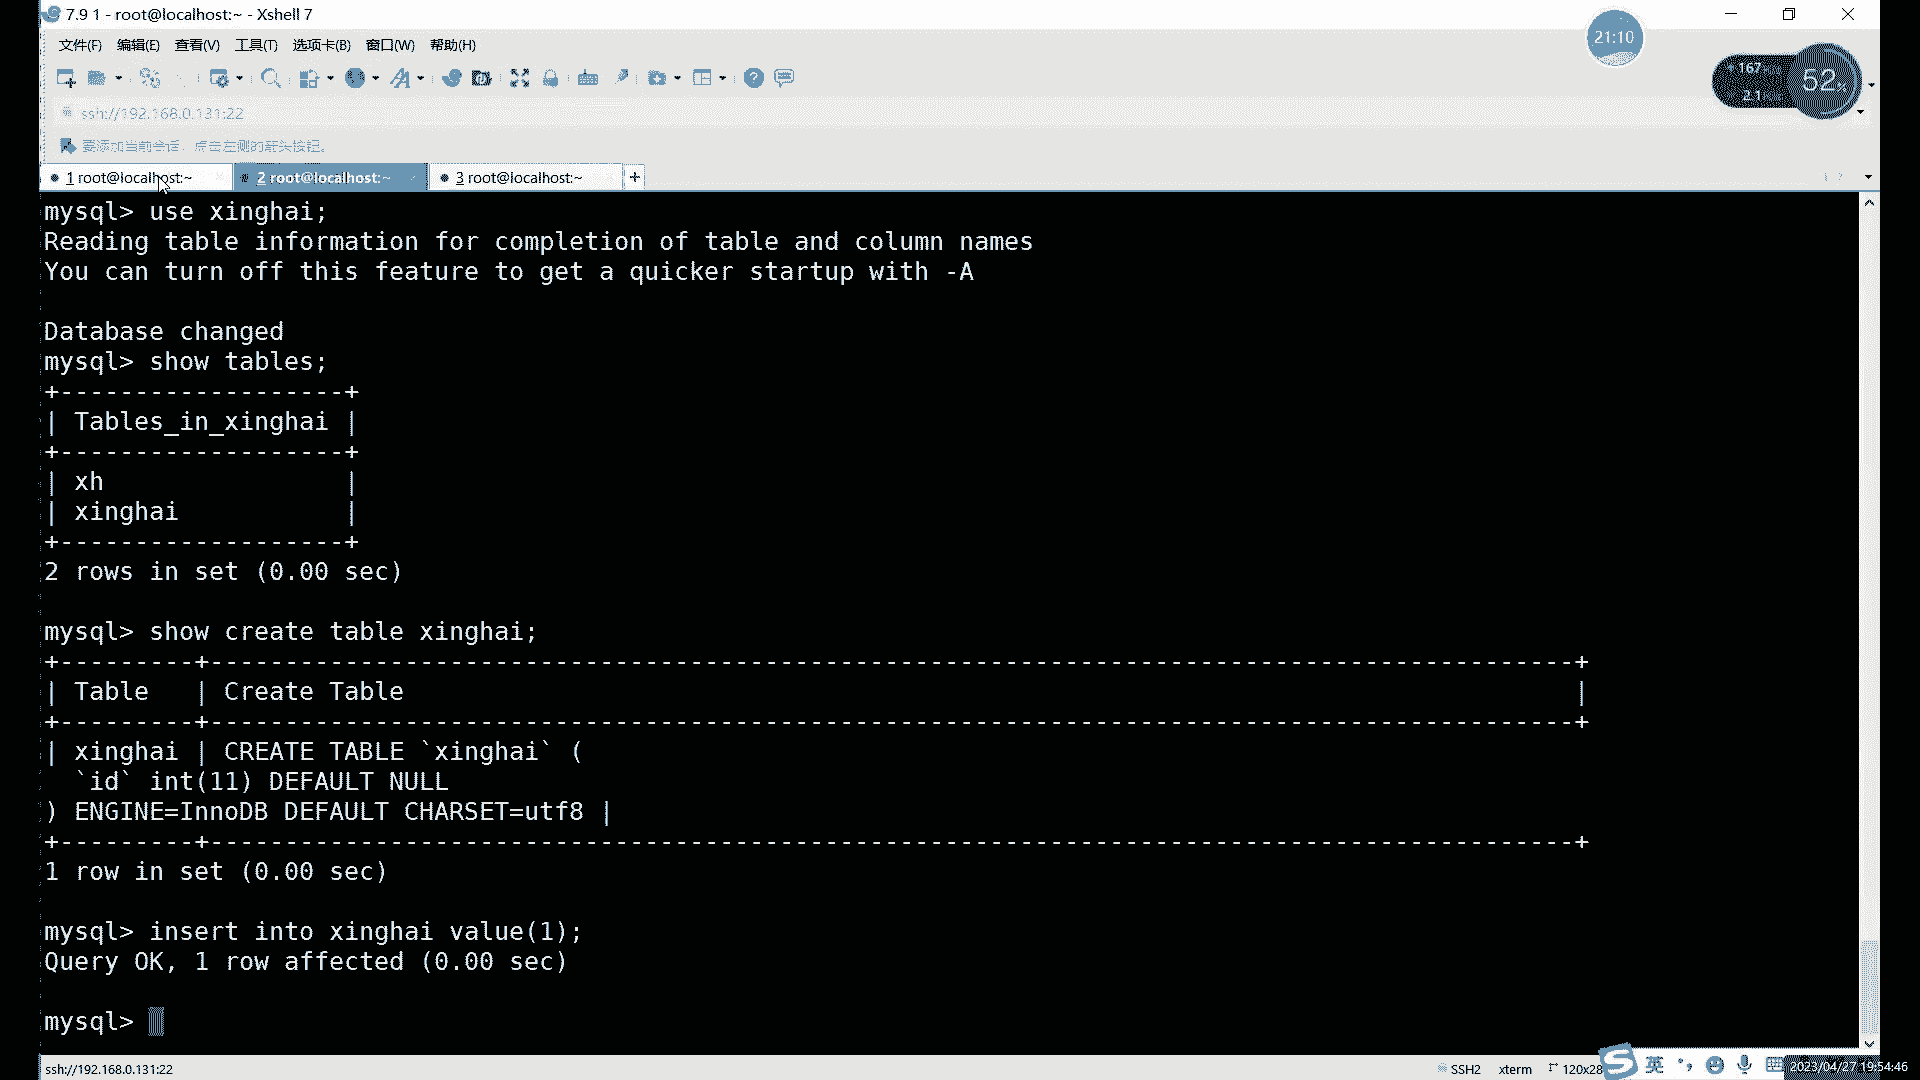 7.9 1 - root@localhost:~ - Xshell 7
文件(F) 编辑(E) 查看(V) 工具(T) 选项卡(B) 窗口(W) 帮助(H)
21:10
167
2.1
52
ssh://192.168.0.131:22
要添加当前会话，点击左侧的箭头按钮。
1 root@localhost:~ 2 root@localhost:~ 3 root@localhost:~
mysql> use xinghai;
Reading table information for completion of table and column names
You can turn off this feature to get a quicker startup with -A
Database changed
mysql> show tables;
+-------------------+
| Tables_in_xinghai |
+-------------------+
| xh                |
| xinghai           |
+-------------------+
2 rows in set (0.00 sec)
mysql> show create table xinghai;
+---------+-------------------------------------------------------------------------------------------+
| Table   | Create Table                                                                              |
+---------+-------------------------------------------------------------------------------------------+
| xinghai | CREATE TABLE `xinghai` (
  `id` int(11) DEFAULT NULL
) ENGINE=InnoDB DEFAULT CHARSET=utf8 |
+---------+-------------------------------------------------------------------------------------------+
1 row in set (0.00 sec)
mysql> insert into xinghai value(1);
Query OK, 1 row affected (0.00 sec)
mysql>
ssh://192.168.0.131:22 SSH2 xterm 120x28 英 2023/04/27 19:54:46